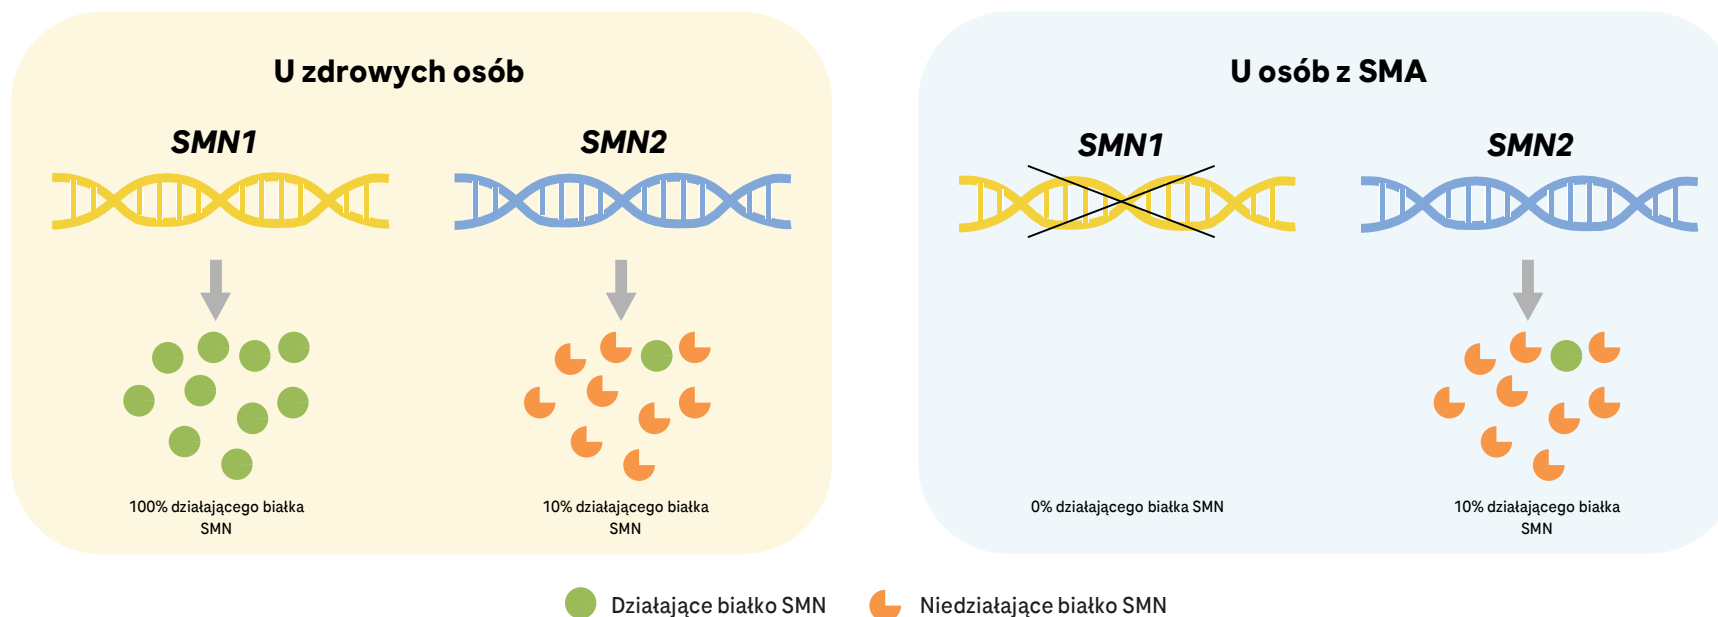 U zdrowych osób
SMN1
SMN2
100% działającego białka
SMN
10% działającego białka
SMN
U osób z SMA
SMN1
SMN2
0% działającego białka SMN
10% działającego białka
SMN
Działające białko SMN
Niedziałające białko SMN